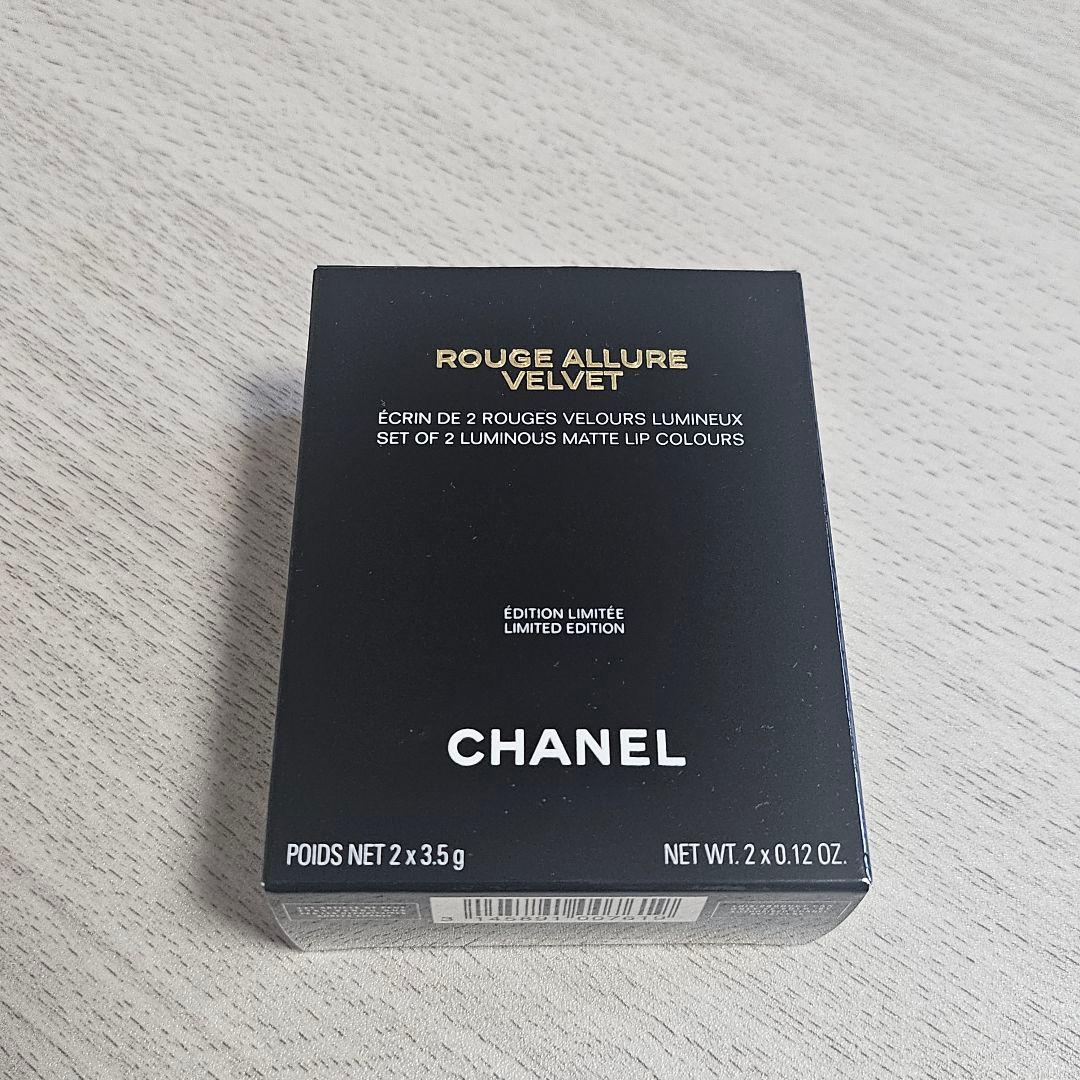 ROUGE ALLURE
VELVET
ÉCRIN DE 2 ROUGES VELOURS LUMINEUX
SET OF 2 LUMINOUS MATTE LIP COLOURS
ÉDITION LIMITÉE
LIMITED EDITION
CHANEL
POIDS NET 2 x 3.5 g
NET WT. 2 x 0.12 OZ.